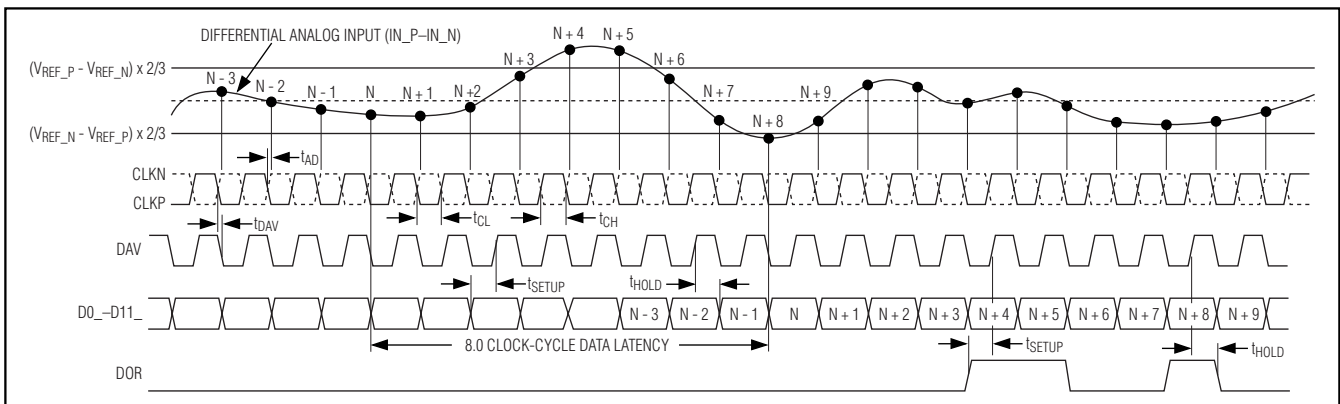 DIFFERENTIAL ANALOG INPUT (IN_P–IN_N)
N + 4 N + 5
N + 3 N + 6
(VREF_P - VREF_N) x 2/3
N - 3 N - 2 N - 1 N N + 1 N+2 N + 7 N + 9
N + 8
(VREF_N - VREF_P) x 2/3
tAD
CLKN
CLKP
tDAV tCL tCH
DAV
tSETUP tHOLD
D0_–D11_ N - 3 N - 2 N - 1 N N + 1 N + 2 N + 3 N + 4 N + 5 N + 6 N + 7 N + 8 N + 9
8.0 CLOCK-CYCLE DATA LATENCY tSETUP tHOLD
DOR